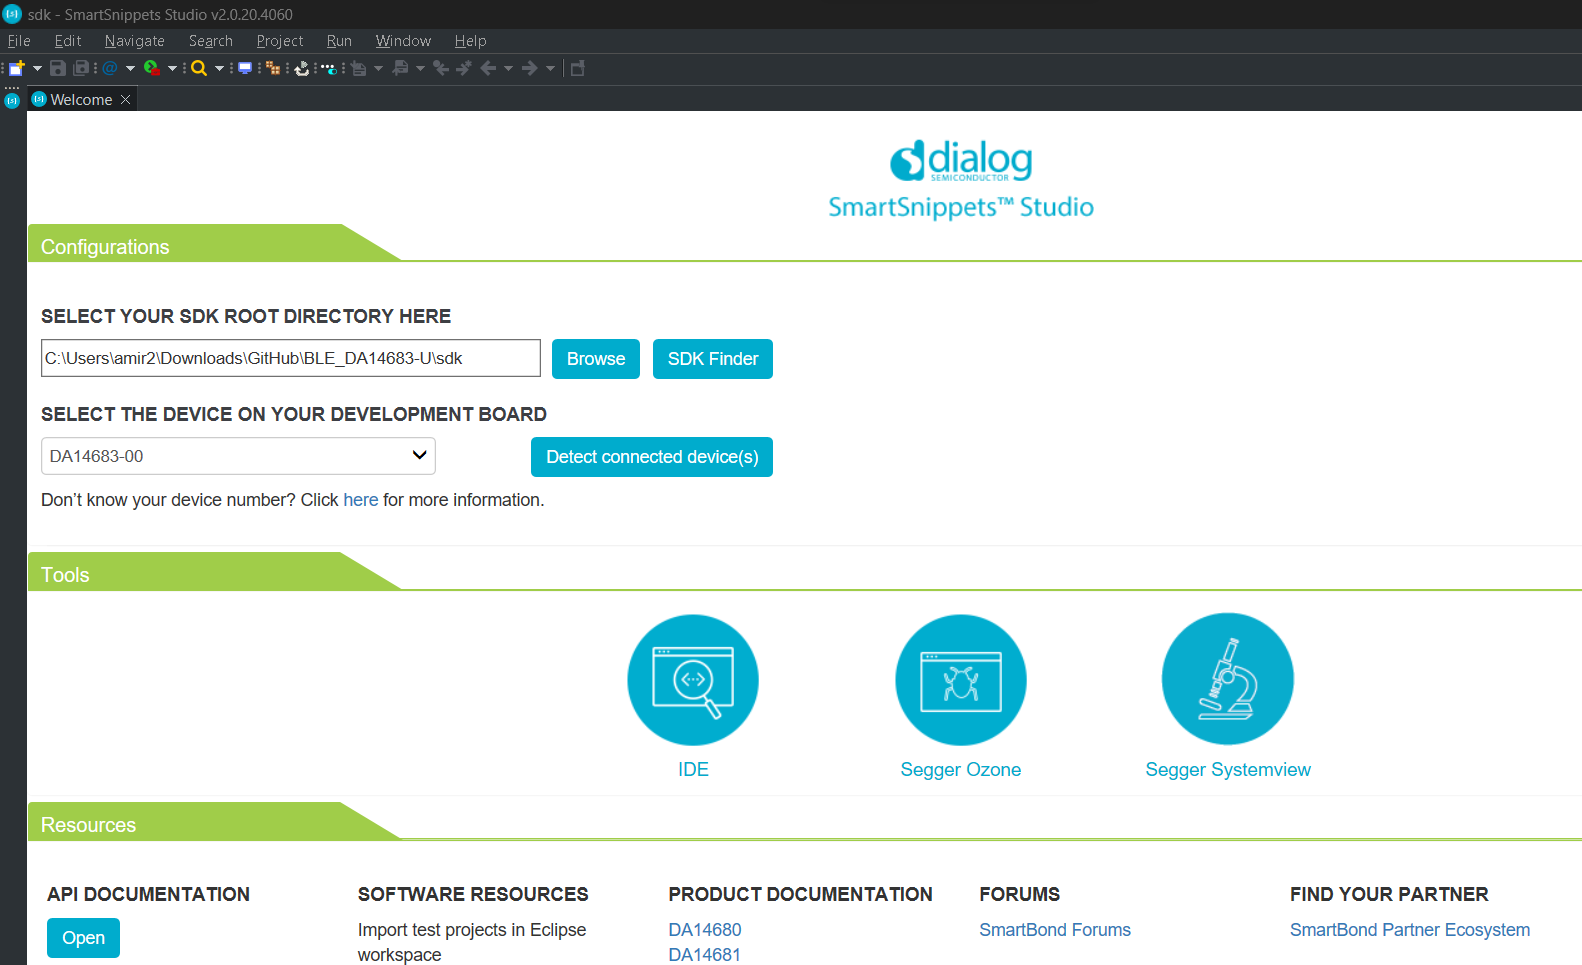 sdk - SmartSnippets Studio v2.0.20.4060
File Edit Navigate Search Project Run Window Help
Welcome
dialog
SEMICONDUCTOR
SmartSnippets™ Studio
Configurations
SELECT YOUR SDK ROOT DIRECTORY HERE
C:\Users\amir2\Downloads\GitHub\BLE_DA14683-U\sdk Browse SDK Finder
SELECT THE DEVICE ON YOUR DEVELOPMENT BOARD
DA14683-00 Detect connected device(s)
Don’t know your device number? Click here for more information.
Tools
IDE Segger Ozone Segger Systemview
Resources
API DOCUMENTATION SOFTWARE RESOURCES PRODUCT DOCUMENTATION FORUMS FIND YOUR PARTNER
Open Import test projects in Eclipse DA14680 SmartBond Forums SmartBond Partner Ecosystem
workspace DA14681